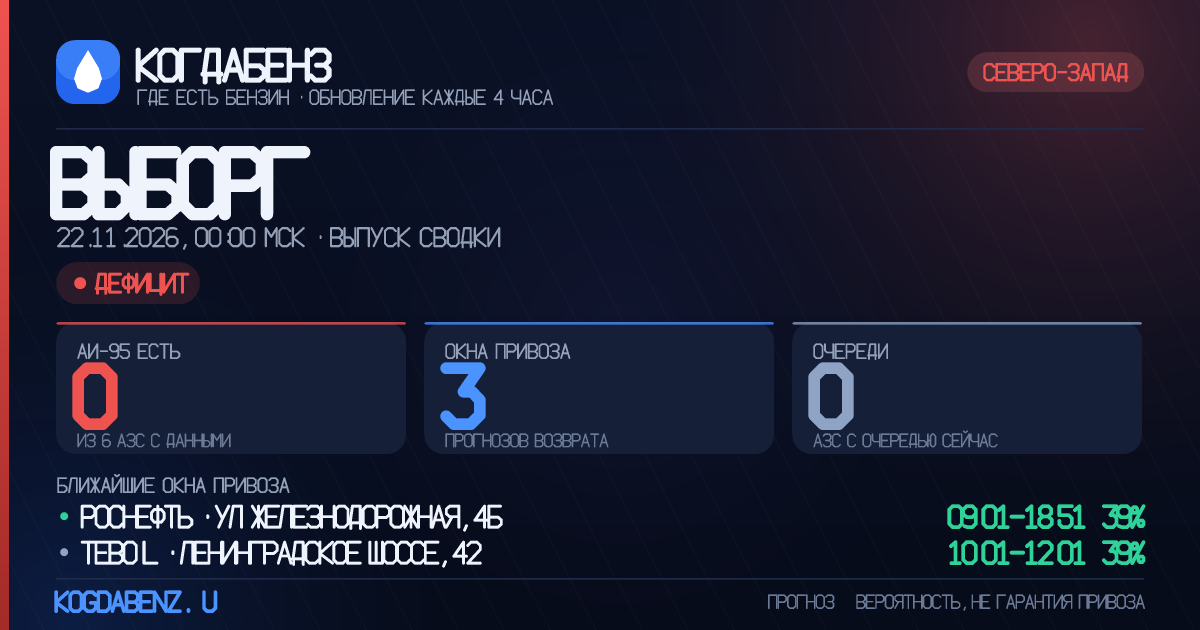 КОГДАБЕНЗ
ГДЕ ЕСТЬ БЕНЗИН · ОБНОВЛЕНИЕ КАЖДЫЕ 4 ЧАСА
СЕВЕРО-ЗАПАД
ВЫБОРГ
22.11 2026, 00:00 МСК · ВЫПУСК СВОДКИ
• ДЕФИЦИТ
АИ-95 ЕСТЬ
0
ИЗ 6 АЗС С ДАННЫМИ
ОКНА ПРИВОЗА
3
ПРОГНОЗОВ ВОЗВРАТА
ОЧЕРЕДИ
0
АЗС С ОЧЕРЕДЬЮ СЕЙЧАС
БЛИЖАЙШИЕ ОКНА ПРИВОЗА
• РОСНЕФТЬ · УЛ ЖЕЛЕЗНОДОРОЖНАЯ, 4Б 09 01-18 51 39%
• TEBOIL · ЛЕНИНГРАДСКОЕ ШОССЕ, 42 10 01-12 01 39%
KOGDABENZ. U
ПРОГНОЗ ВЕРОЯТНОСТЬ, НЕ ГАРАНТИЯ ПРИВОЗА